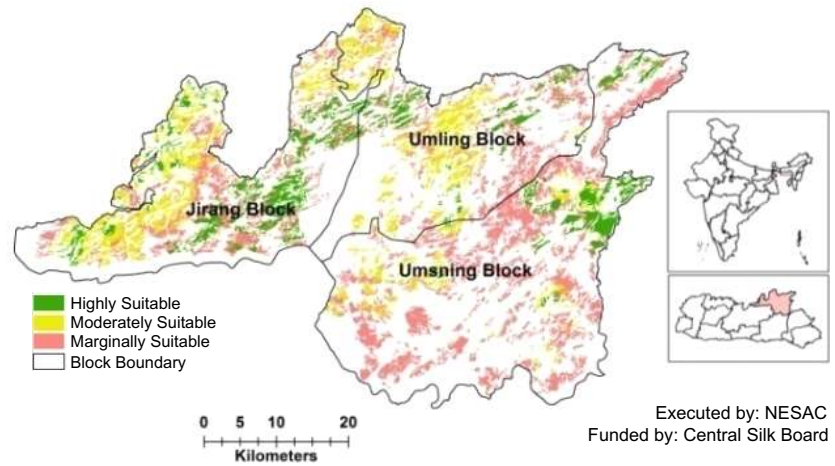 Umling Block
Jirang Block
Umsning Block
Highly Suitable
Moderately Suitable
Marginally Suitable
Block Boundary
0 5 10 20
Kilometers
Executed by: NESAC
Funded by: Central Silk Board